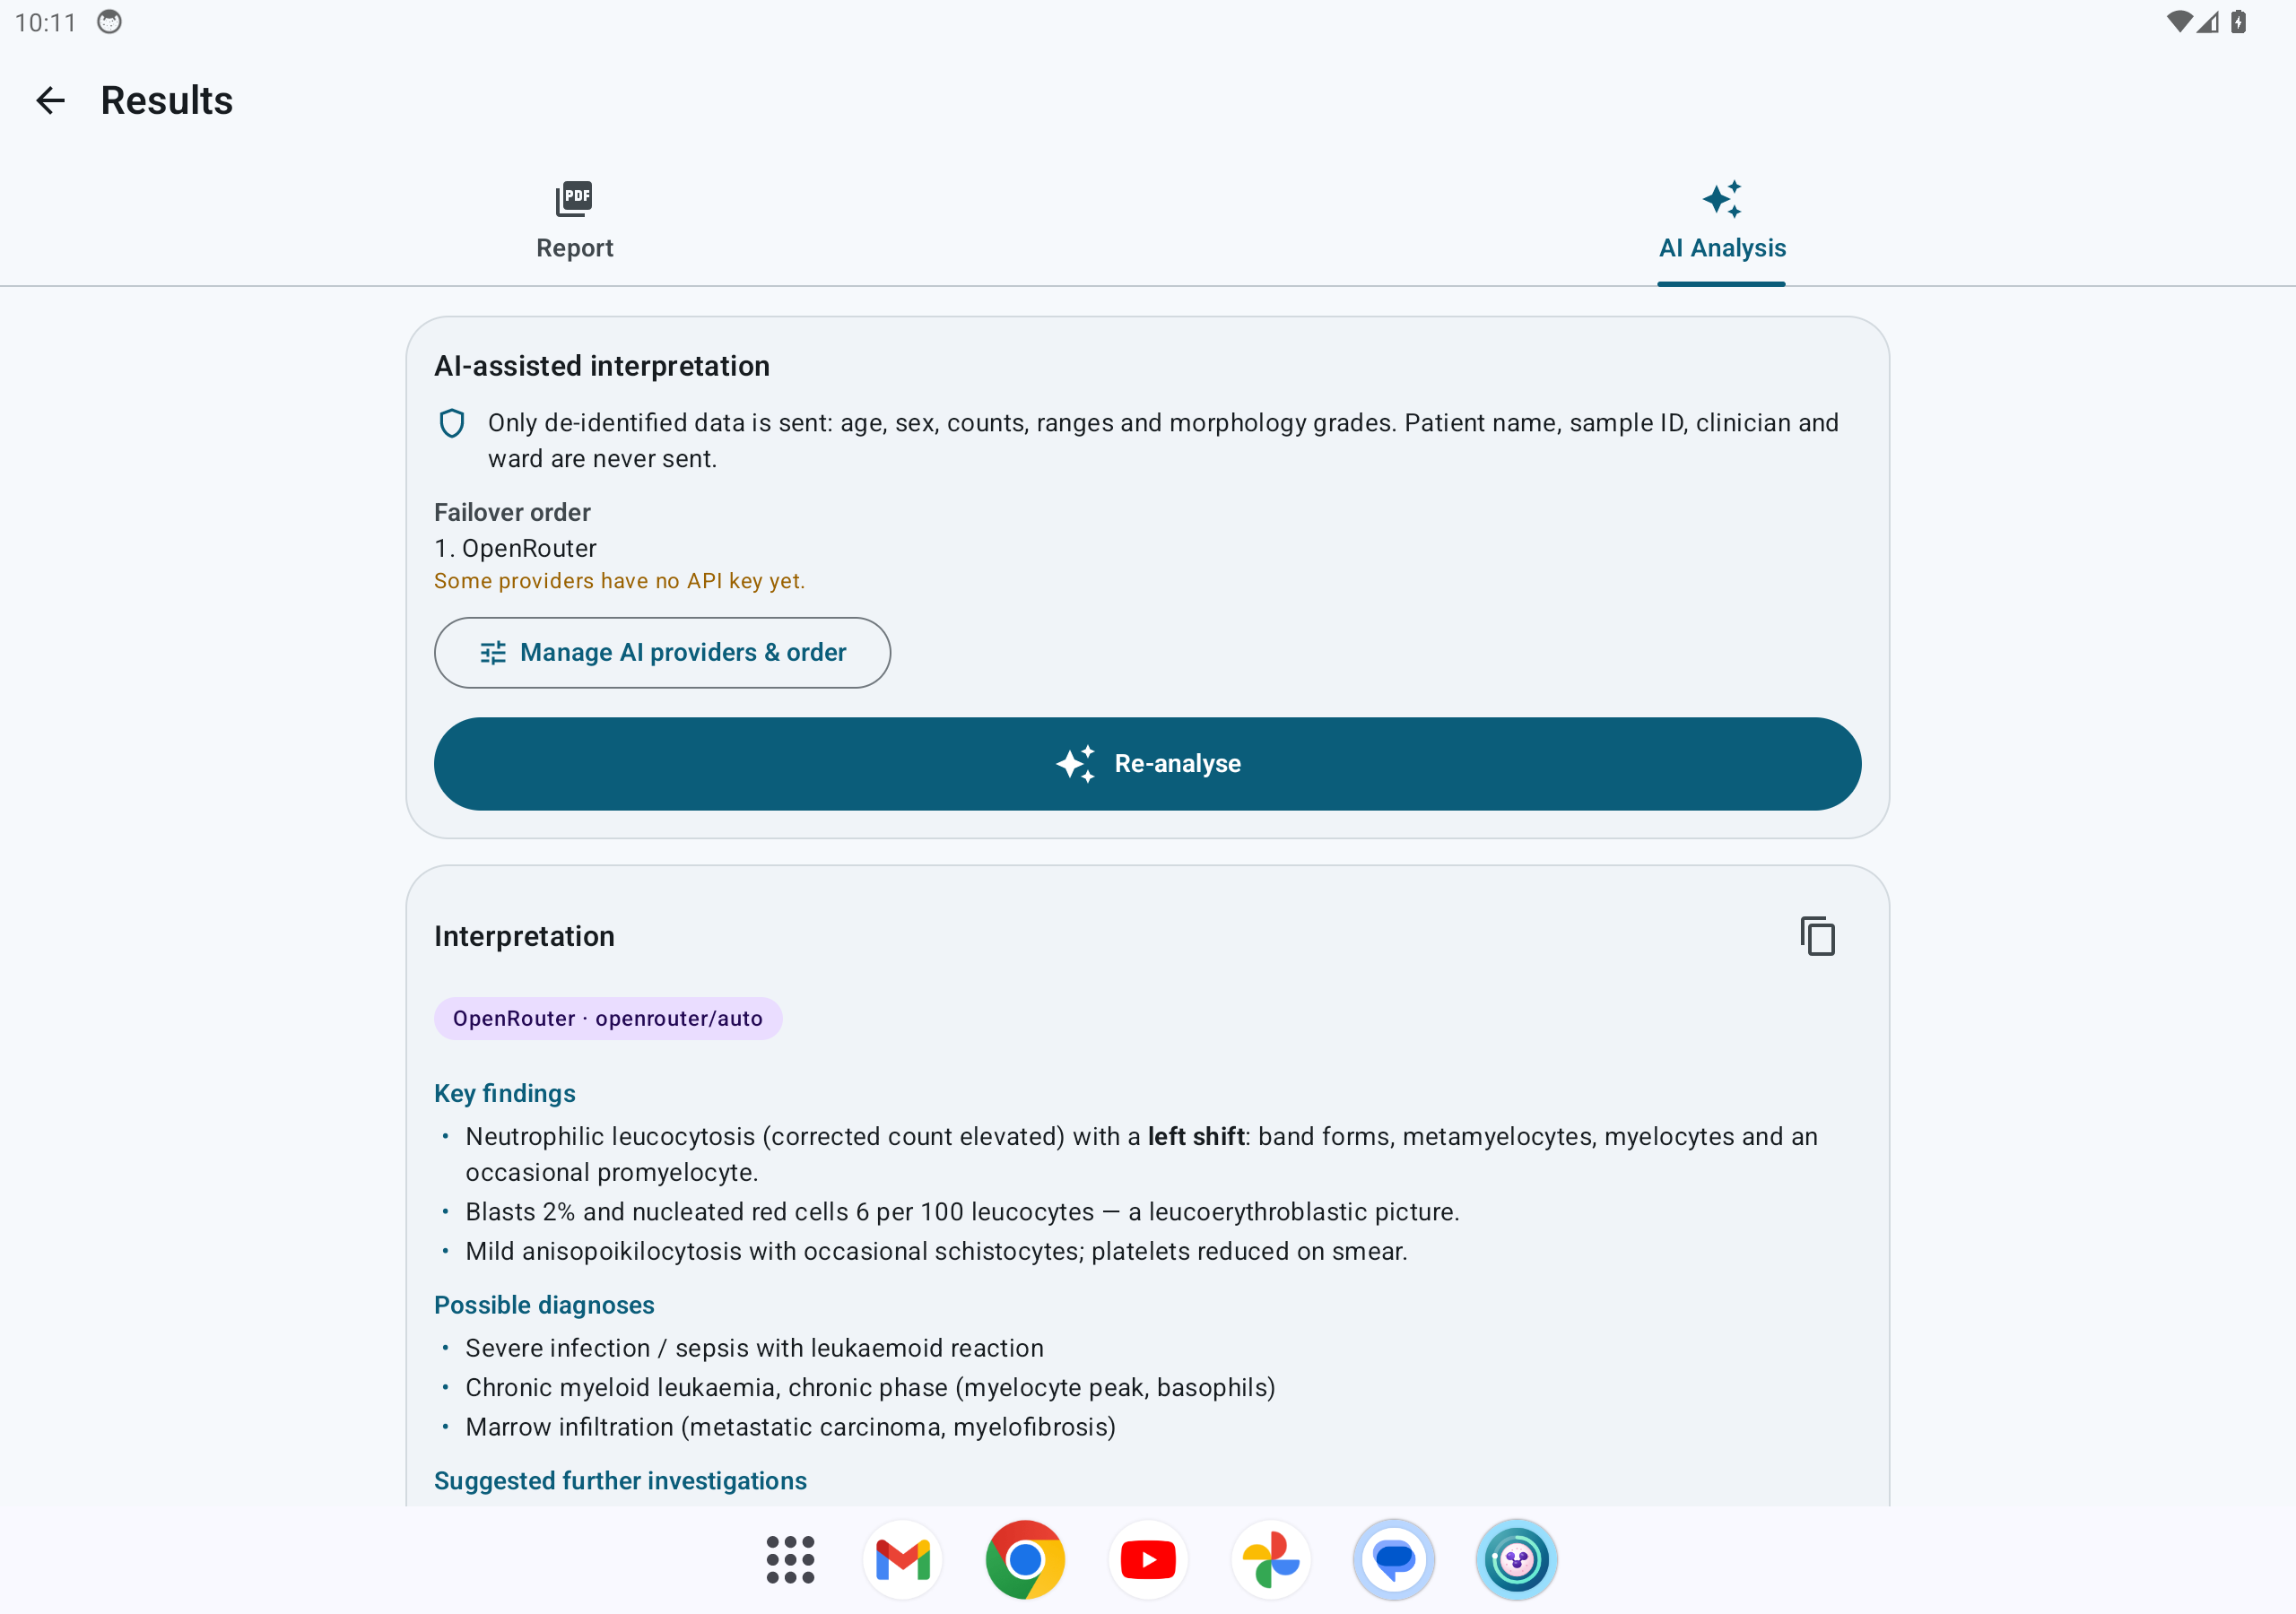 10:11
Results
PDF
Report
AI Analysis
AI-assisted interpretation
Only de-identified data is sent: age, sex, counts, ranges and morphology grades. Patient name, sample ID, clinician and
ward are never sent.
Failover order
1. OpenRouter
Some providers have no API key yet.
Manage AI providers & order
Re-analyse
Interpretation
OpenRouter · openrouter/auto
Key findings
• Neutrophilic leucocytosis (corrected count elevated) with a left shift: band forms, metamyelocytes, myelocytes and an
occasional promyelocyte.
• Blasts 2% and nucleated red cells 6 per 100 leucocytes — a leucoerythroblastic picture.
• Mild anisopoikilocytosis with occasional schistocytes; platelets reduced on smear.
Possible diagnoses
• Severe infection / sepsis with leukaemoid reaction
• Chronic myeloid leukaemia, chronic phase (myelocyte peak, basophils)
• Marrow infiltration (metastatic carcinoma, myelofibrosis)
Suggested further investigations